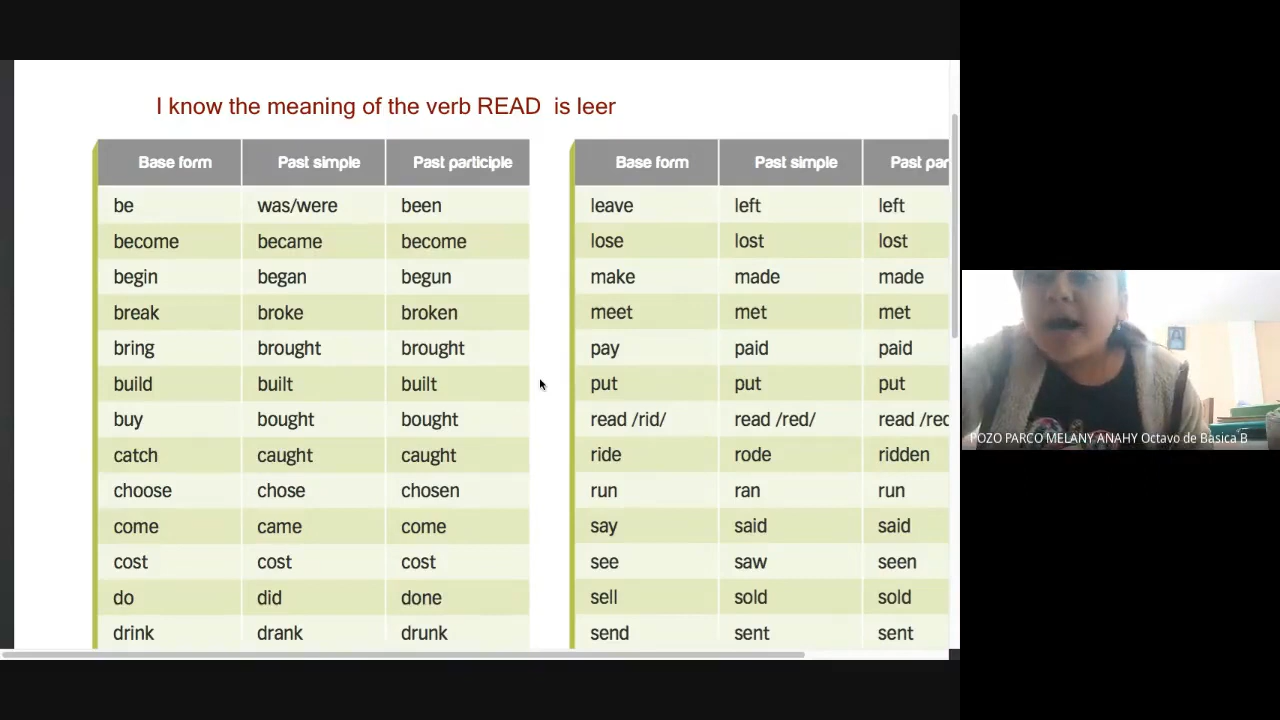 I know the meaning of the verb READ is leer
Base form Past simple Past participle
be was/were been
become became become
begin began begun
break broke broken
bring brought brought
build built built
buy bought bought
catch caught caught
choose chose chosen
come came come
cost cost cost
do did done
drink drank drunk
Base form Past simple Past par
leave left left
lose lost lost
make made made
meet met met
pay paid paid
put put put
read /rid/ read /red/ read /red
ride rode ridden
run ran run
say said said
see saw seen
sell sold sold
send sent sent
POZO PARCO MELANY ANAHY Octavo de Basica B